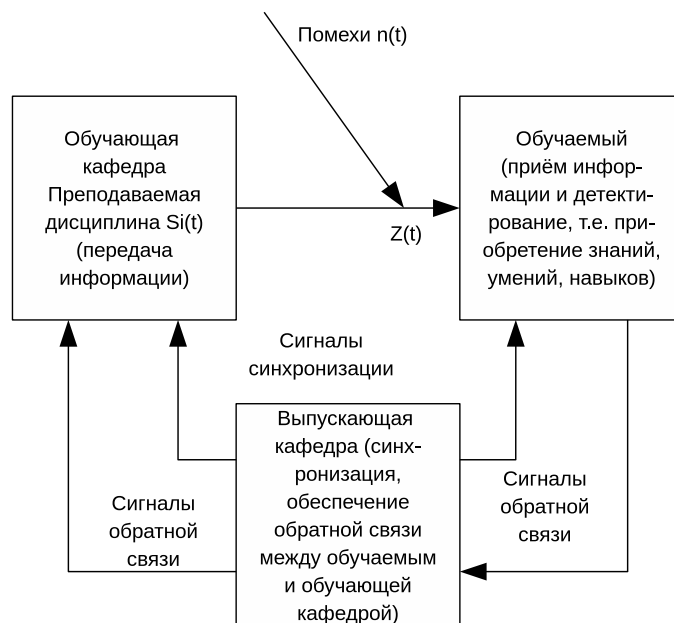 Помехи n(t)
Обучающая
кафедра
Преподаваемая
дисциплина Si(t)
(передача
информации)
Обучаемый
(приём инфор-
мации и детекти-
рование, т.е. при-
обретение знаний,
умений, навыков)
Z(t)
Сигналы
синхронизации
Выпускающая
кафедра (синх-
ронизация,
обеспечение
обратной связи
между обучаемым
и обучающей
кафедрой)
Сигналы
обратной
связи
Сигналы
обратной
связи